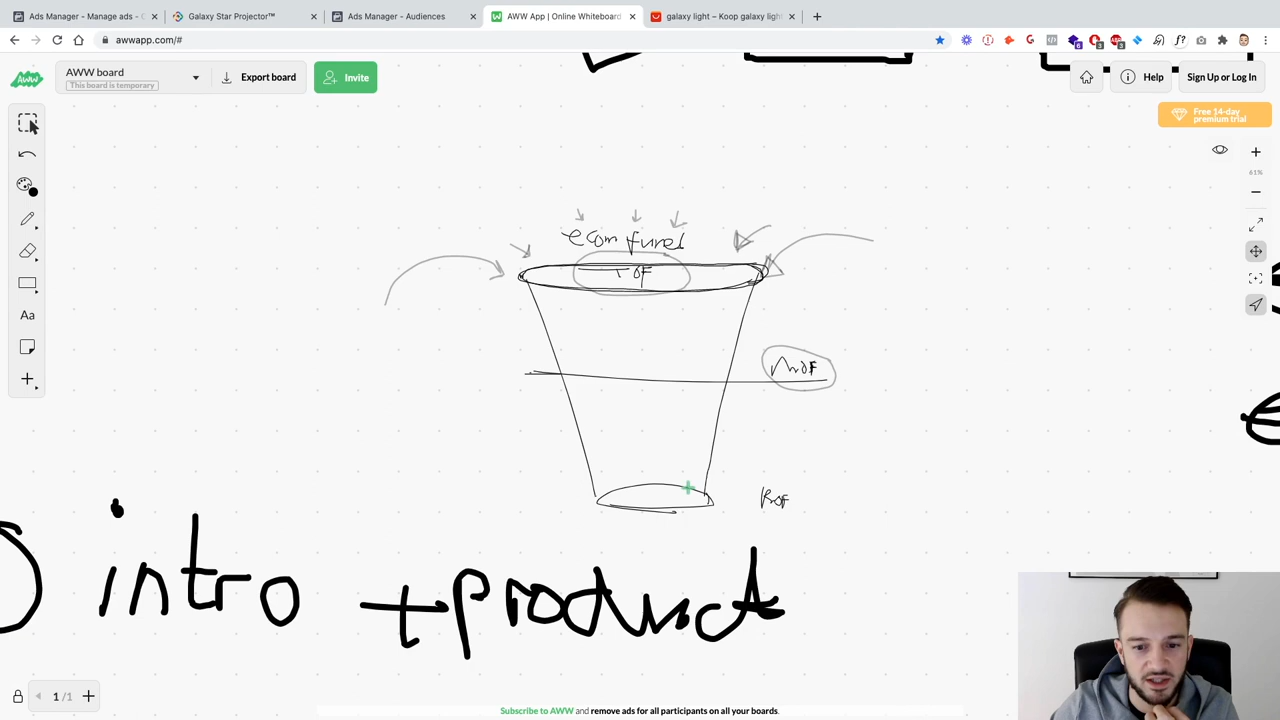 Ads Manager - Manage ads - G
Galaxy Star Projector™
Ads Manager - Audiences
AWW App | Online Whiteboard
galaxy light – Koop galaxy light
awwapp.com/#
AWW
AWW board
This board is temporary
Export board
Invite
Help
Sign Up or Log In
Free 14-day
premium trial
61%
ecom funel
TOF
MOF
BOF
Aa
intro +product
1 /1
Subscribe to AWW and remove ads for all participants on all your boards.